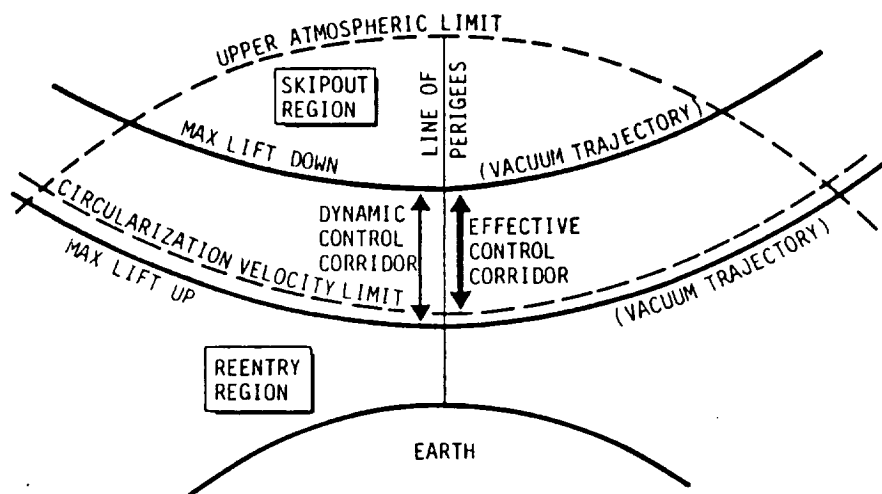 UPPER ATMOSPHERIC LIMIT
SKIPOUT
REGION
LINE OF
PERIGEES
MAX LIFT DOWN
(VACUUM TRAJECTORY)
CIRCULARIZATION VELOCITY LIMIT
DYNAMIC
CONTROL
CORRIDOR
EFFECTIVE
CONTROL
CORRIDOR
MAX LIFT UP
(VACUUM TRAJECTORY)
REENTRY
REGION
EARTH